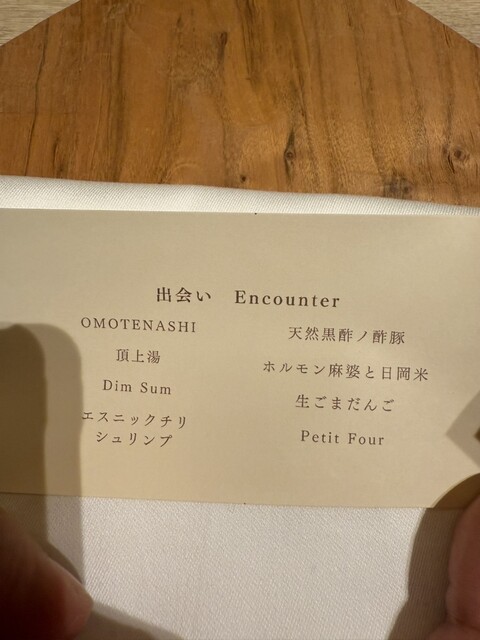 出会い Encounter
OMOTENASHI
頂上湯
Dim Sum
エスニックチリ
シュリンプ
天然黒酢ノ酢豚
ホルモン麻婆と日岡米
生ごまだんご
Petit Four